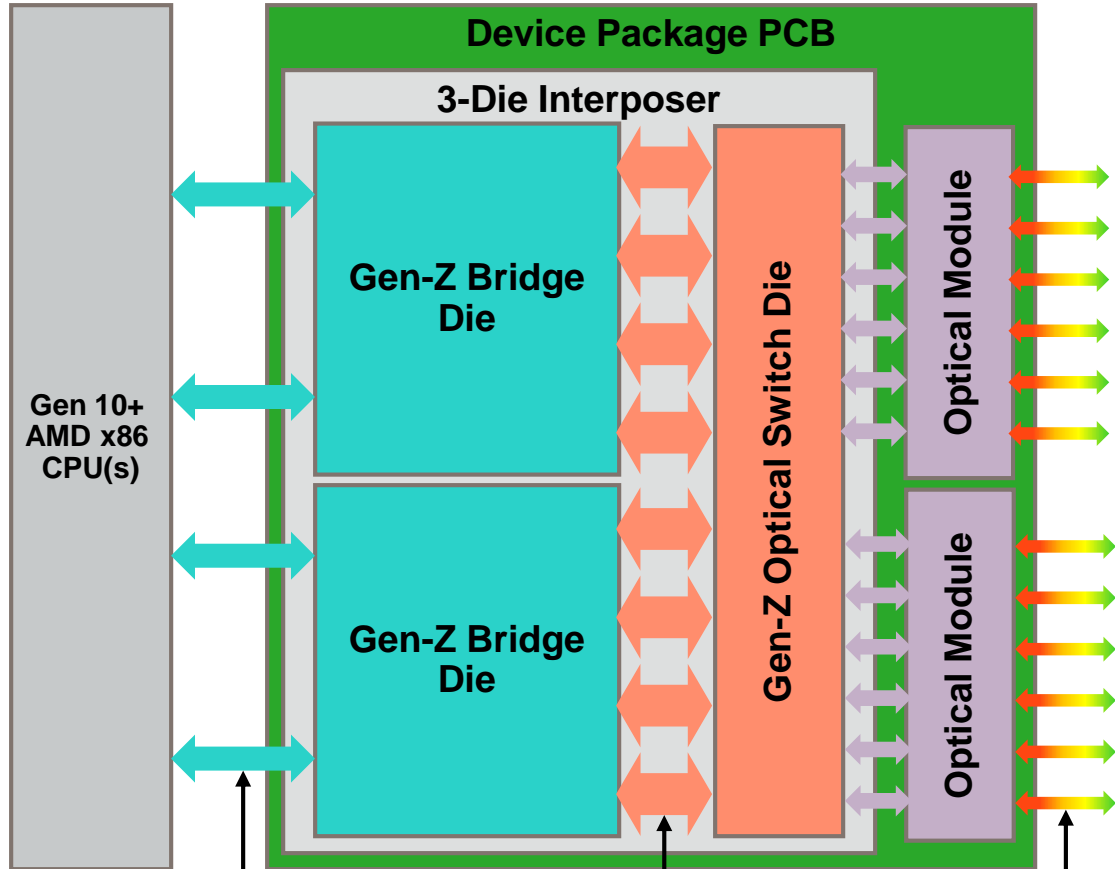 Device Package PCB
3-Die Interposer
Gen 10+
AMD x86
CPU(s)
Gen-Z Bridge
Die
Gen-Z Bridge
Die
Gen-Z Optical Switch Die
Optical Module
Optical Module